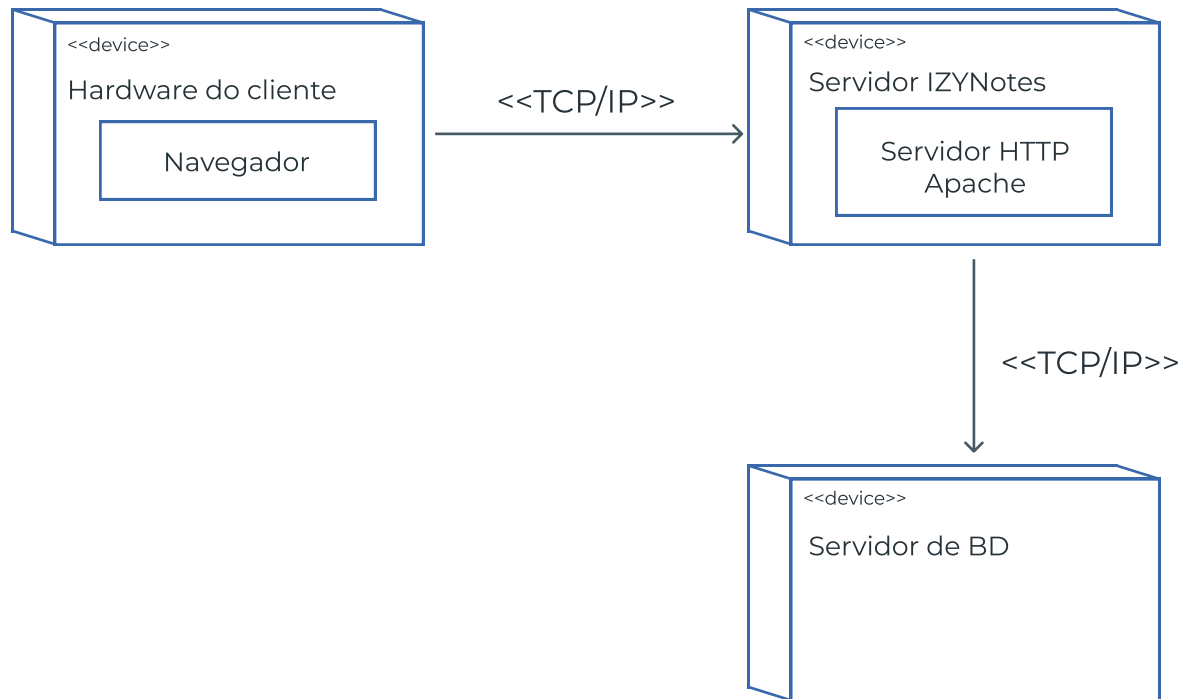 <<device>>
Hardware do cliente
Navegador
<<TCP/IP>>
<<device>>
Servidor IZYNotes
Servidor HTTP
Apache
<<TCP/IP>>
<<device>>
Servidor de BD